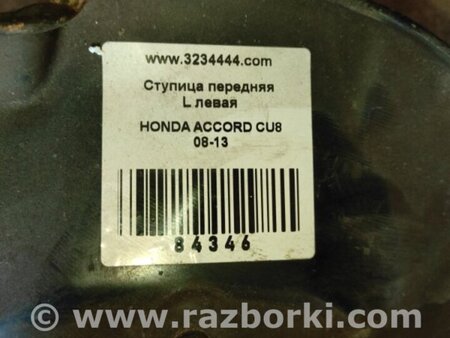 www.3234444.com
Ступица передняя
L левая
HONDA ACCORD CU8
08-13
84346
© www.razborki.com